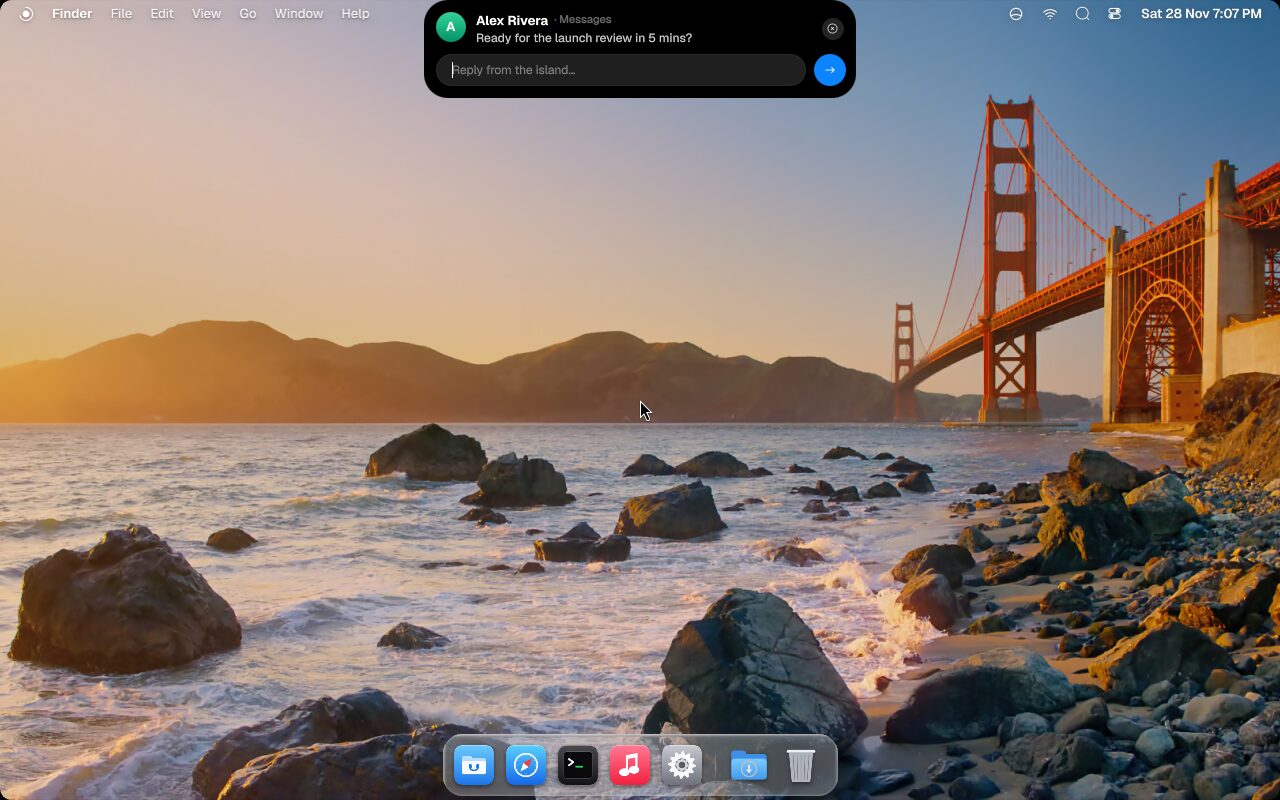 Finder File Edit View Go Window Help
Sat 28 Nov 7:07 PM
A
Alex Rivera · Messages
Ready for the launch review in 5 mins?
Reply from the island...